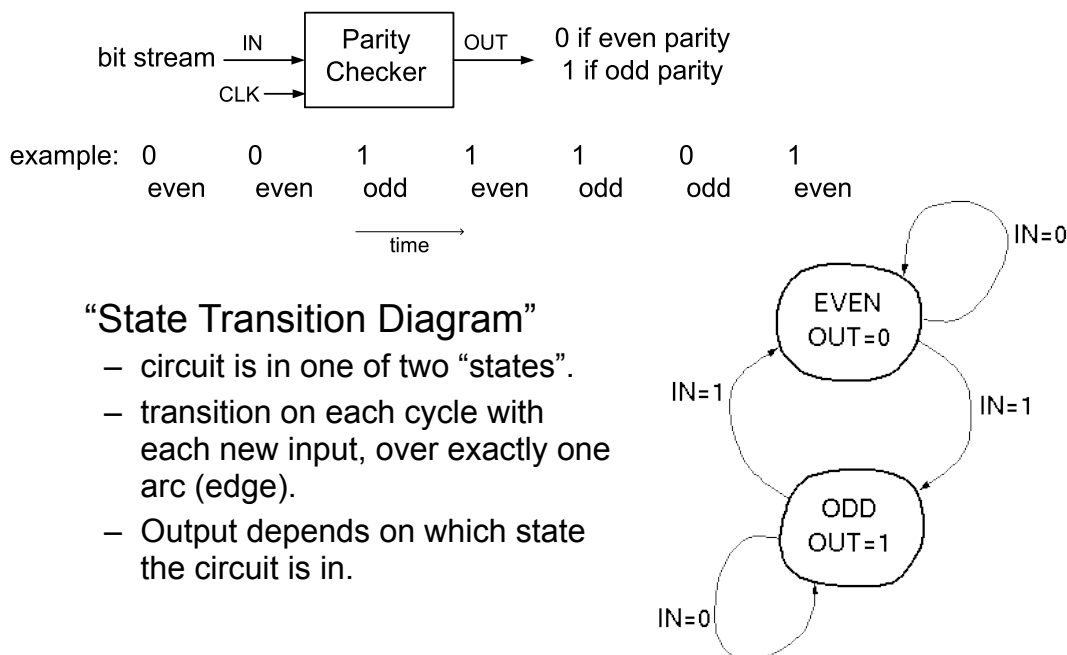 bit stream
IN
CLK
Parity
Checker
OUT
0 if even parity
1 if odd parity
example: 0 0 1 1 1 0 1
even even odd even odd odd even
time
“State Transition Diagram”
– circuit is in one of two “states”.
– transition on each cycle with
each new input, over exactly one
arc (edge).
– Output depends on which state
the circuit is in.
IN=0
EVEN
OUT=0
IN=1
IN=1
ODD
OUT=1
IN=0